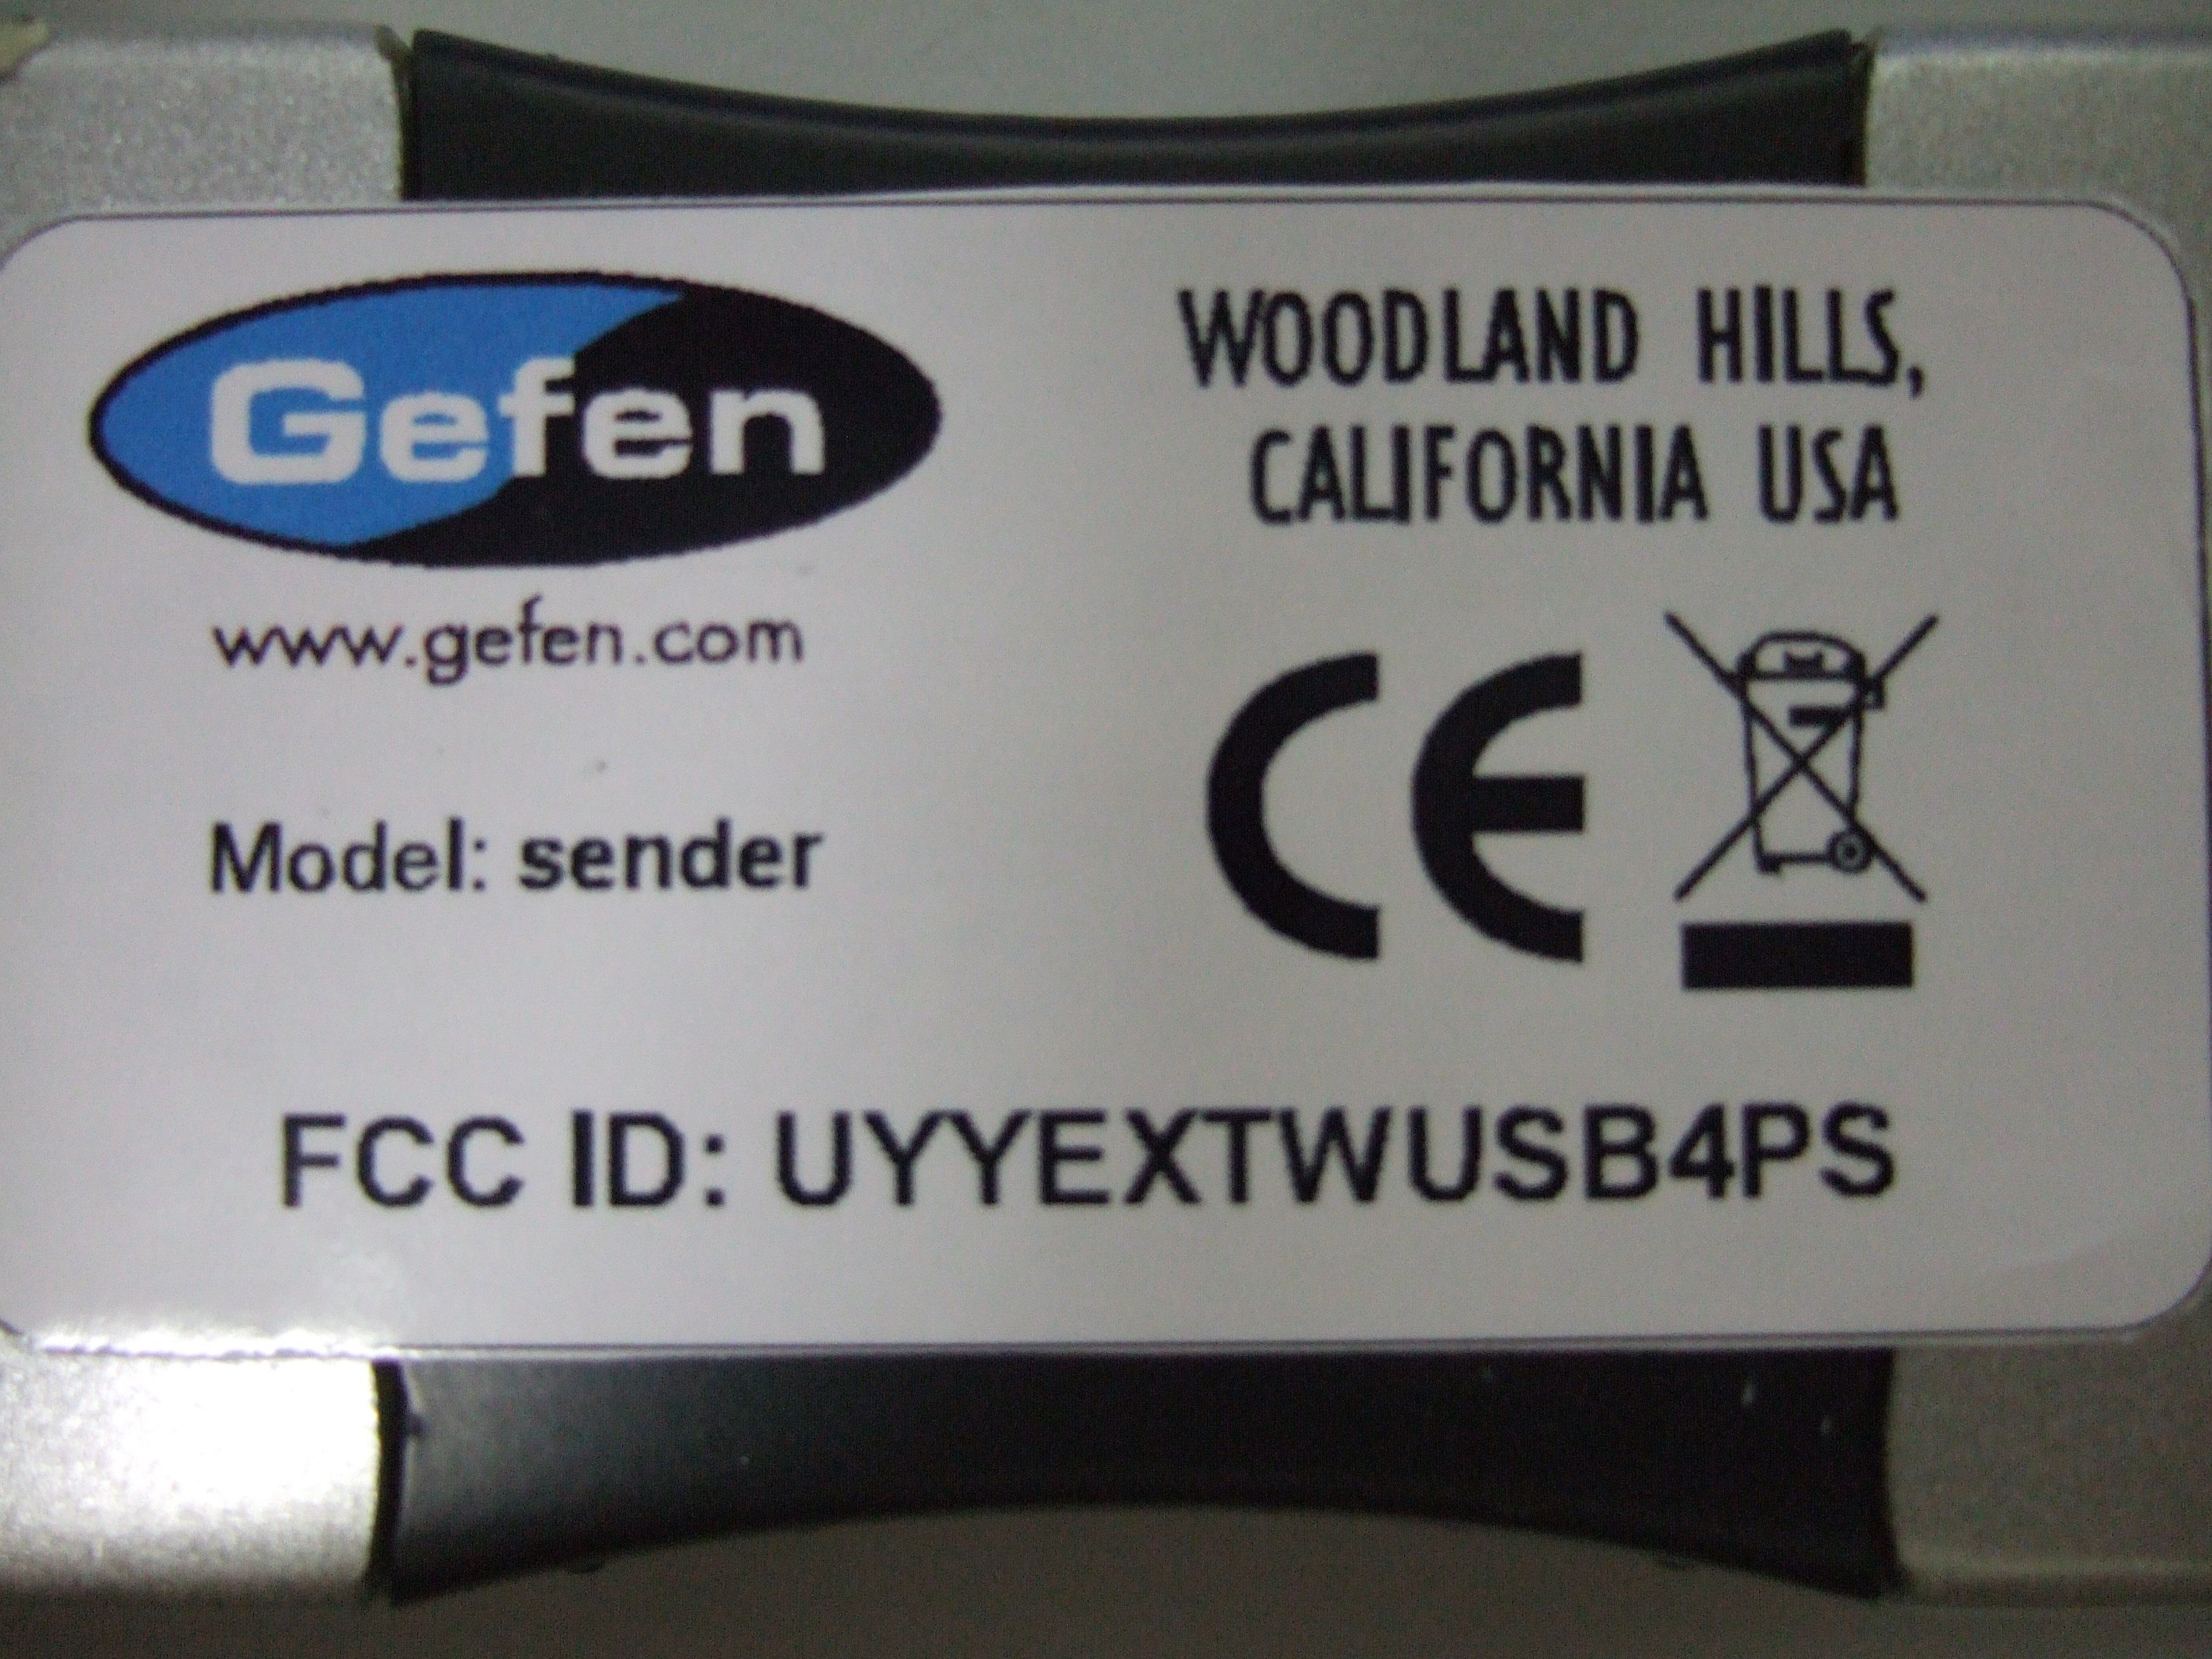 Gefen
www.gefen.com
WOODLAND HILLS,
CALIFORNIA USA
CE
Model: sender
FCC ID: UYYEXTWUSB4PS